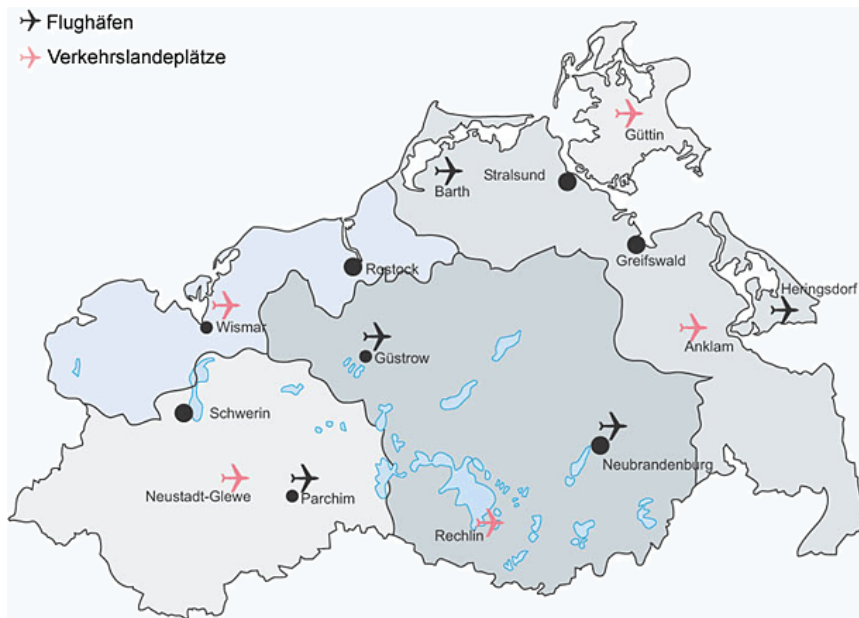 Flughäfen
Verkehrslandeplätze
Güttin
Barth
Stralsund
Greifswald
Rostock
Heringsdorf
Wismar
Anklam
Güstrow
Schwerin
Neubrandenburg
Neustadt-Glewe
Parchim
Rechlin